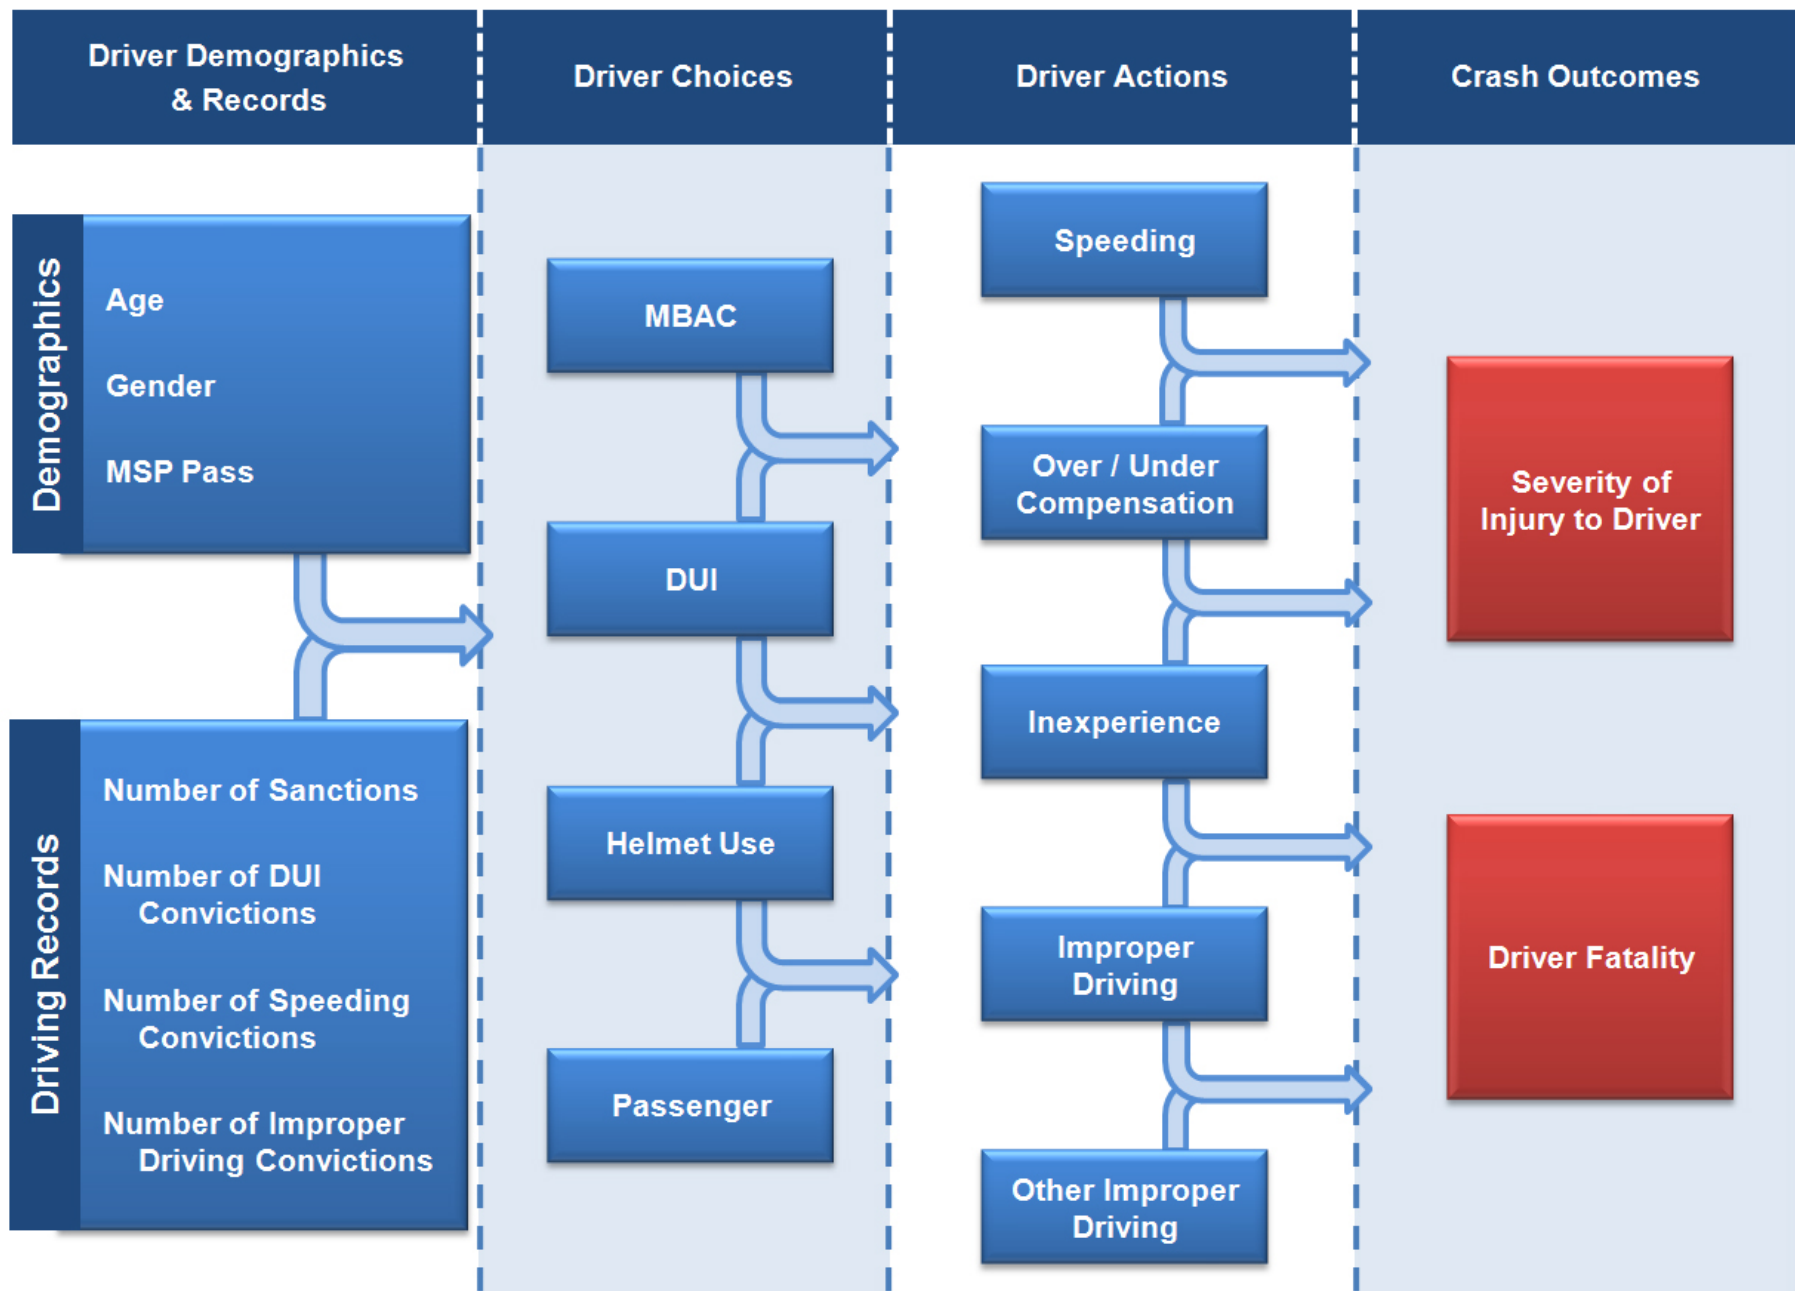 Driver Demographics
& Records
Driver Choices
Driver Actions
Crash Outcomes
Demographics
Age
Gender
MSP Pass
Driving Records
Number of Sanctions
Number of DUI
Convictions
Number of Speeding
Convictions
Number of Improper
Driving Convictions
MBAC
DUI
Helmet Use
Passenger
Speeding
Over / Under
Compensation
Inexperience
Improper
Driving
Other Improper
Driving
Severity of
Injury to Driver
Driver Fatality